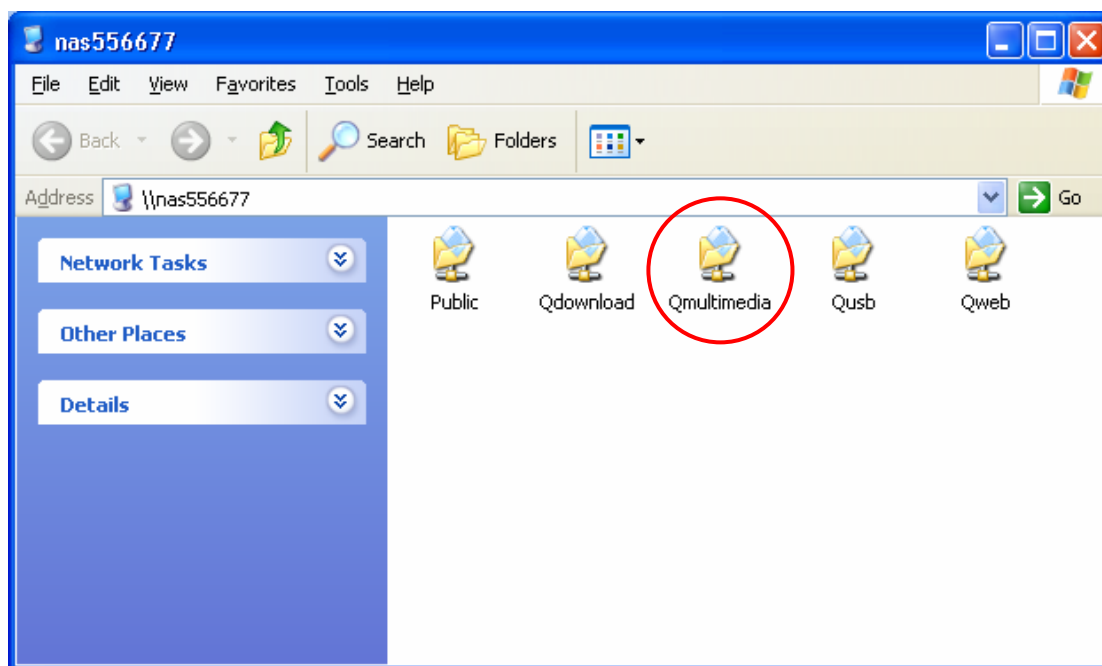 nas556677
File Edit View Favorites Tools Help
Back Search Folders
Address \\nas556677 Go
Network Tasks
Other Places
Details
Public Qdownload Qmultimedia Qusb Qweb